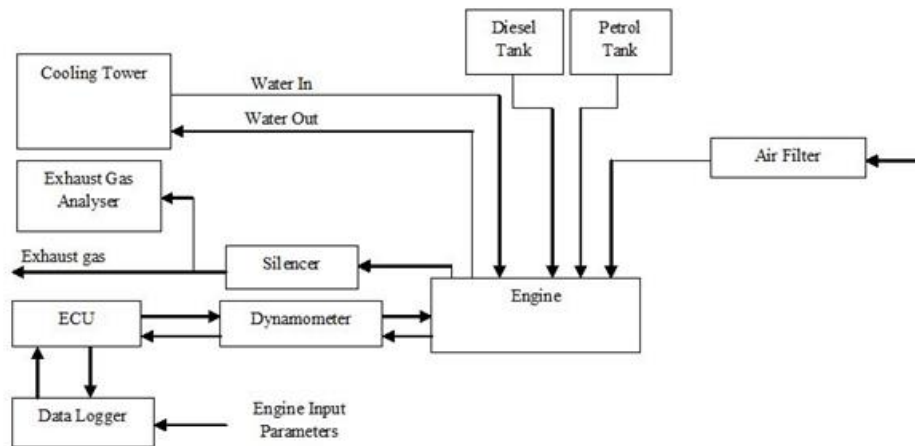 Diesel
Tank
Petrol
Tank
Cooling Tower
Water In
Water Out
Air Filter
Exhaust Gas
Analyser
Exhaust gas
Silencer
Engine
ECU
Dynamometer
Data Logger
Engine Input
Parameters